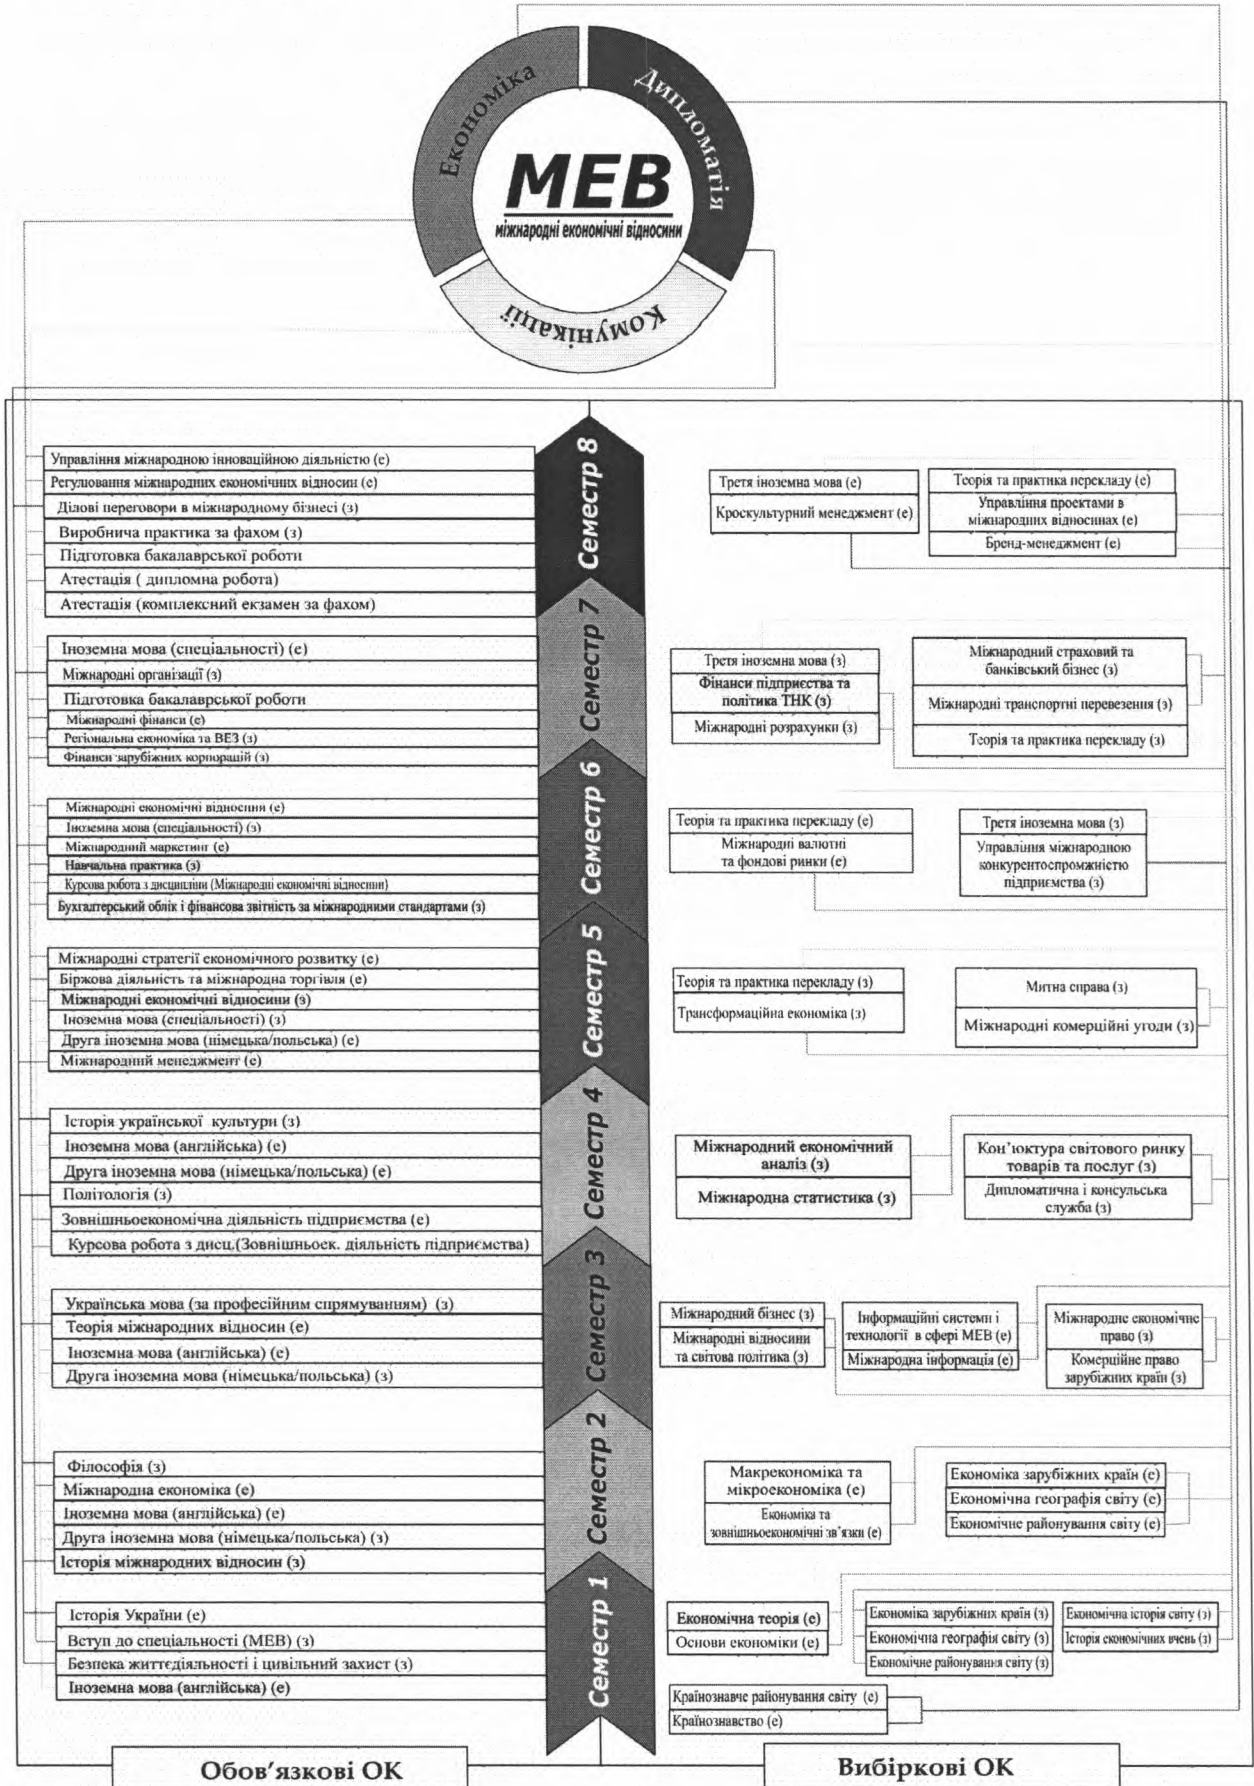 Економіка
Дипломатія
МЕВ
міжнародні економічні відносини
Комунікації
Семестр 8
Управління міжнародною інноваційною діяльністю (е)
Регулювання міжнародних економічних відносин (е)
Ділові переговори в міжнародному бізнесі (з)
Виробнича практика за фахом (з)
Підготовка бакалаврської роботи
Атестація ( дипломна робота)
Атестація (комплексний екзамен за фахом)
Третя іноземна мова (е)
Кроскультурний менеджмент (е)
Теорія та практика перекладу (е)
Управління проектами в
міжнародних відносинах (е)
Бренд-менеджмент (е)
Семестр 7
Іноземна мова (спеціальності) (е)
Міжнародні організації (з)
Підготовка бакалаврської роботи
Міжнародні фінанси (е)
Регіональна економіка та ВЕЗ (з)
Фінанси зарубіжних корпорацій (з)
Третя іноземна мова (з)
Фінанси підприєства та
політика ТНК (з)
Міжнародні розрахунки (з)
Міжнародний страховий та
банківський бізнес (з)
Міжнародні транспортні перевезення (з)
Теорія та практика перекладу (з)
Семестр 6
Міжнародні економічні відносини (е)
Іноземна мова (спеціальності) (з)
Міжнародний маркетинг (е)
Навчальна практика (з)
Курсова робота з дисципліни (Міжнародні економічні відносини)
Бухгалтерський облік і фінансова звітність за міжнародними стандартами (з)
Теорія та практика перекладу (е)
Міжнародні валютні
та фондові ринки (е)
Третя іноземна мова (з)
Управління міжнародною
конкурентоспромжністю
підприємства (з)
Семестр 5
Міжнародні стратегії економічного розвитку (е)
Біржова діяльність та міжнародна торгівля (е)
Міжнародні економічні відносини (з)
Іноземна мова (спеціальності) (з)
Друга іноземна мова (німецька/польська) (е)
Міжнародний менеджмент (е)
Теорія та практика перекладу (з)
Трансформаційна економіка (з)
Митна справа (з)
Міжнародні комерційні угоди (з)
Семестр 4
Історія української культури (з)
Іноземна мова (англійська) (е)
Друга іноземна мова (німецька/польська) (е)
Політологія (з)
Зовнішньоекономічна діяльність підприємства (е)
Курсова робота з дисц.(Зовнішньоек. діяльність підприємства)
Міжнародний економічний
аналіз (з)
Міжнародна статистика (з)
Кон'юктура світового ринку
товарів та послуг (з)
Дипломатична і консульська
служба (з)
Семестр 3
Українська мова (за професійним спрямуванням) (з)
Теорія міжнародних відносин (е)
Іноземна мова (англійська) (е)
Друга іноземна мова (німецька/польська) (з)
Міжнародний бізнес (з)
Міжнародні відносини
та світова політика (з)
Інформаційні системи і
технології в сфері МЕВ (е)
Міжнародна інформація (е)
Міжнародне економічне
право (з)
Комерційне право
зарубіжних країн (з)
Семестр 2
Філософія (з)
Міжнародна економіка (е)
Іноземна мова (англійська) (е)
Друга іноземна мова (німецька/польська) (з)
Історія міжнародних відносин (з)
Макрекономіка та
мікроекономіка (е)
Економіка та
зовнішньоекономічні зв'язки (е)
Економіка зарубіжних країн (е)
Економічна географія світу (е)
Економічне районування світу (е)
Семестр 1
Історія України (е)
Вступ до спеціальності (МЕВ) (з)
Безпека життєдіяльності і цивільний захист (з)
Іноземна мова (англійська) (е)
Економічна теорія (е)
Основи економіки (е)
Економіка зарубіжних країн (з)
Економічна географія світу (з)
Економічне районування світу (з)
Економічна історія світу (з)
Історія економічних вчень (з)
Країнознавче районування світу (е)
Країнознавство (е)
Обов'язкові ОК
Вибіркові ОК